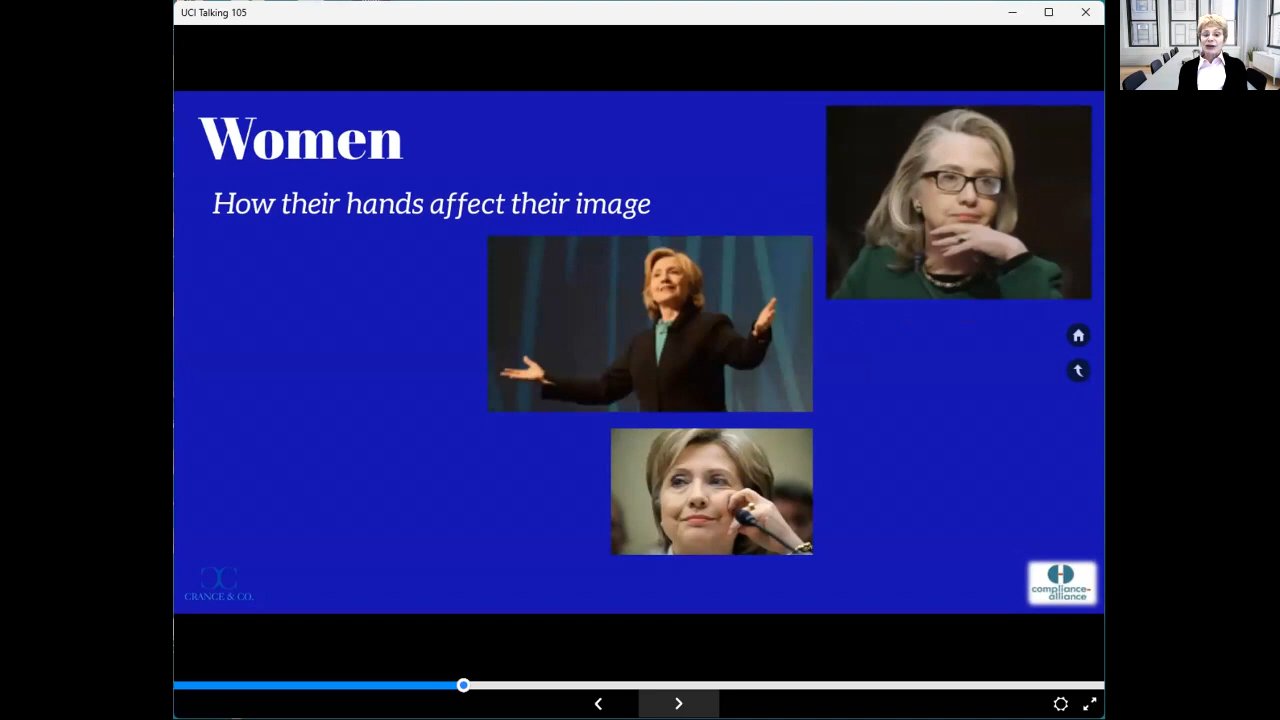 UCI Talking 105
Women
How their hands affect their image
CRANCE & CO.
compliance-
alliance